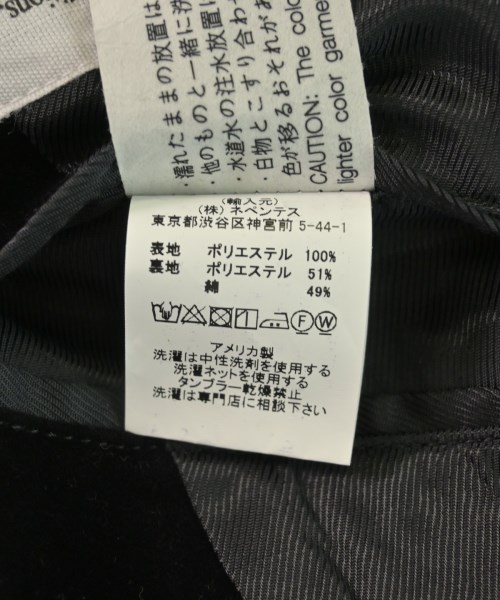 ions.
・濡れたままの放置は
・他のものと一緒に洗
・水道水の注水放置は
・白物とこすり合わ
色が移るおそれがあ
CAUTION: The colo
lighter color garme
(輸入元)
(株) ネペンテス
東京都渋谷区神宮前 5-44-1
表地 ポリエステル 100%
裏地 ポリエステル 51%
綿 49%
F W
アメリカ製
洗濯は中性洗剤を使用する
洗濯ネットを使用する
タンブラー乾燥禁止
洗濯は専門店に相談下さい